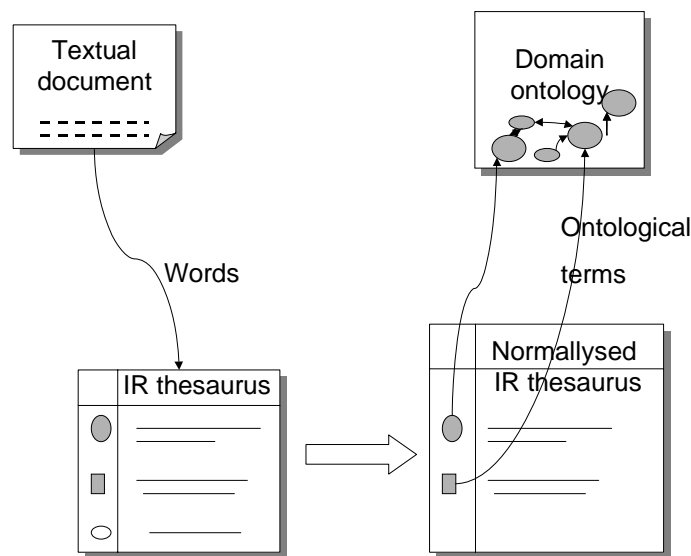 Textual
document
Domain
ontology
Words
Ontological
terms
IR thesaurus
Normallysed
IR thesaurus